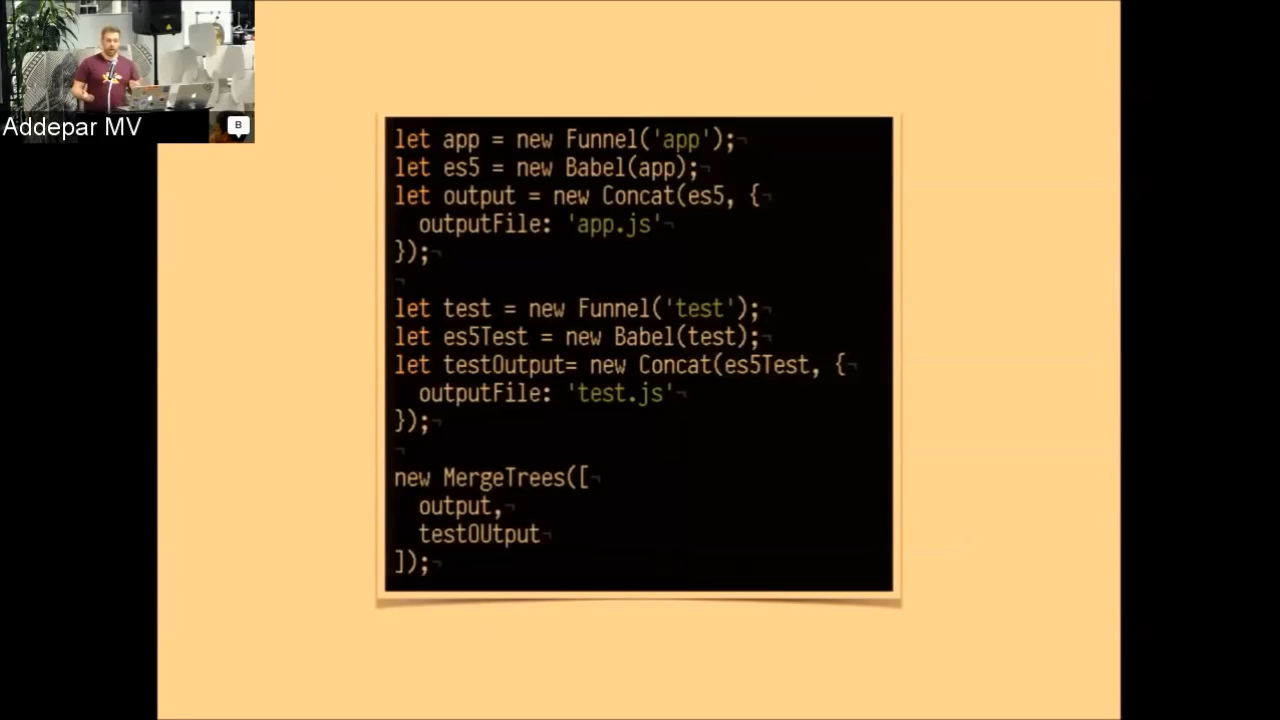 Addepar MV
B
let app = new Funnel('app');¬
let es5 = new Babel(app);¬
let output = new Concat(es5, {¬
outputFile: 'app.js'¬
});¬
¬
let test = new Funnel('test');¬
let es5Test = new Babel(test);¬
let testOutput= new Concat(es5Test, {¬
outputFile: 'test.js'¬
});¬
¬
new MergeTrees([¬
output,¬
testOUtput¬
]);¬